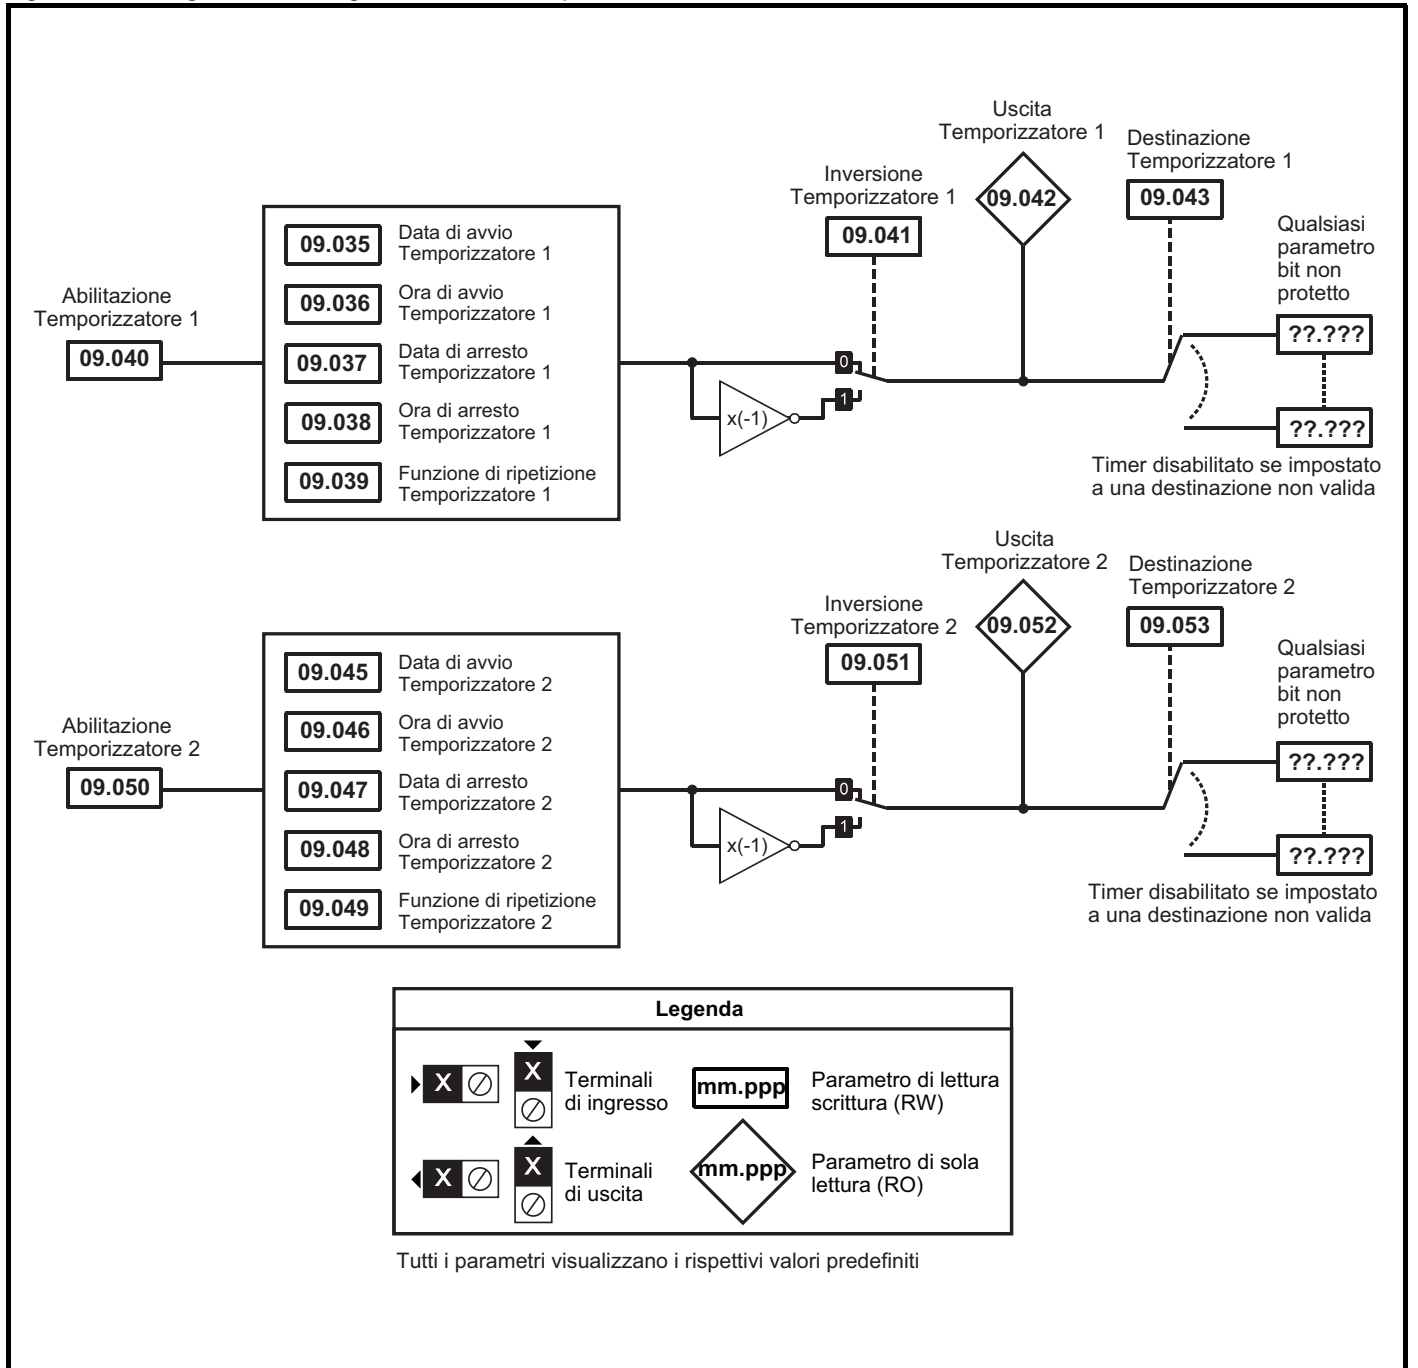 Uscita
Temporizzatore 1
Destinazione
Temporizzatore 1
Inversione
Temporizzatore 1
09.042
09.043
09.041
Qualsiasi
parametro
bit non
protetto
09.035
Data di avvio
Temporizzatore 1
09.036
Ora di avvio
Temporizzatore 1
Abilitazione
Temporizzatore 1
09.040
09.037
Data di arresto
Temporizzatore 1
09.038
Ora di arresto
Temporizzatore 1
09.039
Funzione di ripetizione
Temporizzatore 1
0
1
x(-1)
??.???
??.???
Timer disabilitato se impostato
a una destinazione non valida
Uscita
Temporizzatore 2
Destinazione
Temporizzatore 2
Inversione
Temporizzatore 2
09.052
09.053
09.051
Qualsiasi
parametro
bit non
protetto
09.045
Data di avvio
Temporizzatore 2
09.046
Ora di avvio
Temporizzatore 2
Abilitazione
Temporizzatore 2
09.050
09.047
Data di arresto
Temporizzatore 2
09.048
Ora di arresto
Temporizzatore 2
09.049
Funzione di ripetizione
Temporizzatore 2
0
1
x(-1)
??.???
??.???
Timer disabilitato se impostato
a una destinazione non valida
Legenda
X
X
Terminali
di ingresso
mm.ppp
Parametro di lettura
scrittura (RW)
X
X
Terminali
di uscita
mm.ppp
Parametro di sola
lettura (RO)
Tutti i parametri visualizzano i rispettivi valori predefiniti